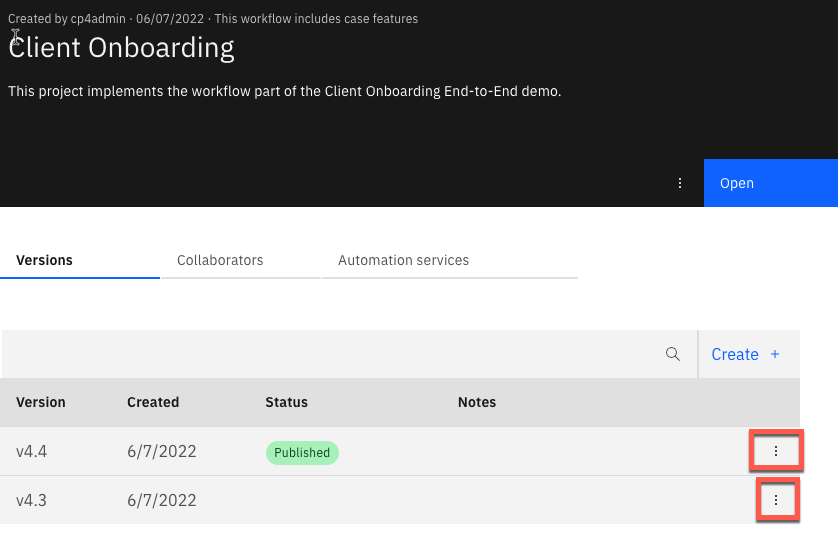 Created by cp4admin · 06/07/2022 · This workflow includes case features
Client Onboarding
This project implements the workflow part of the Client Onboarding End-to-End demo.
Open
Versions Collaborators Automation services
Create +
Version Created Status Notes
v4.4 6/7/2022 Published
v4.3 6/7/2022